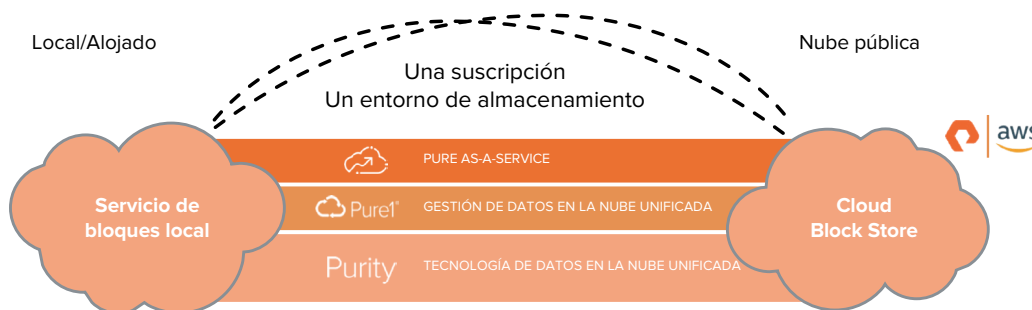 Local/Alojado
Nube pública
Una suscripción
Un entorno de almacenamiento
aws
PURE AS-A-SERVICE
Servicio de
bloques local
Pure1®
GESTIÓN DE DATOS EN LA NUBE UNIFICADA
Cloud
Block Store
Purity
TECNOLOGÍA DE DATOS EN LA NUBE UNIFICADA